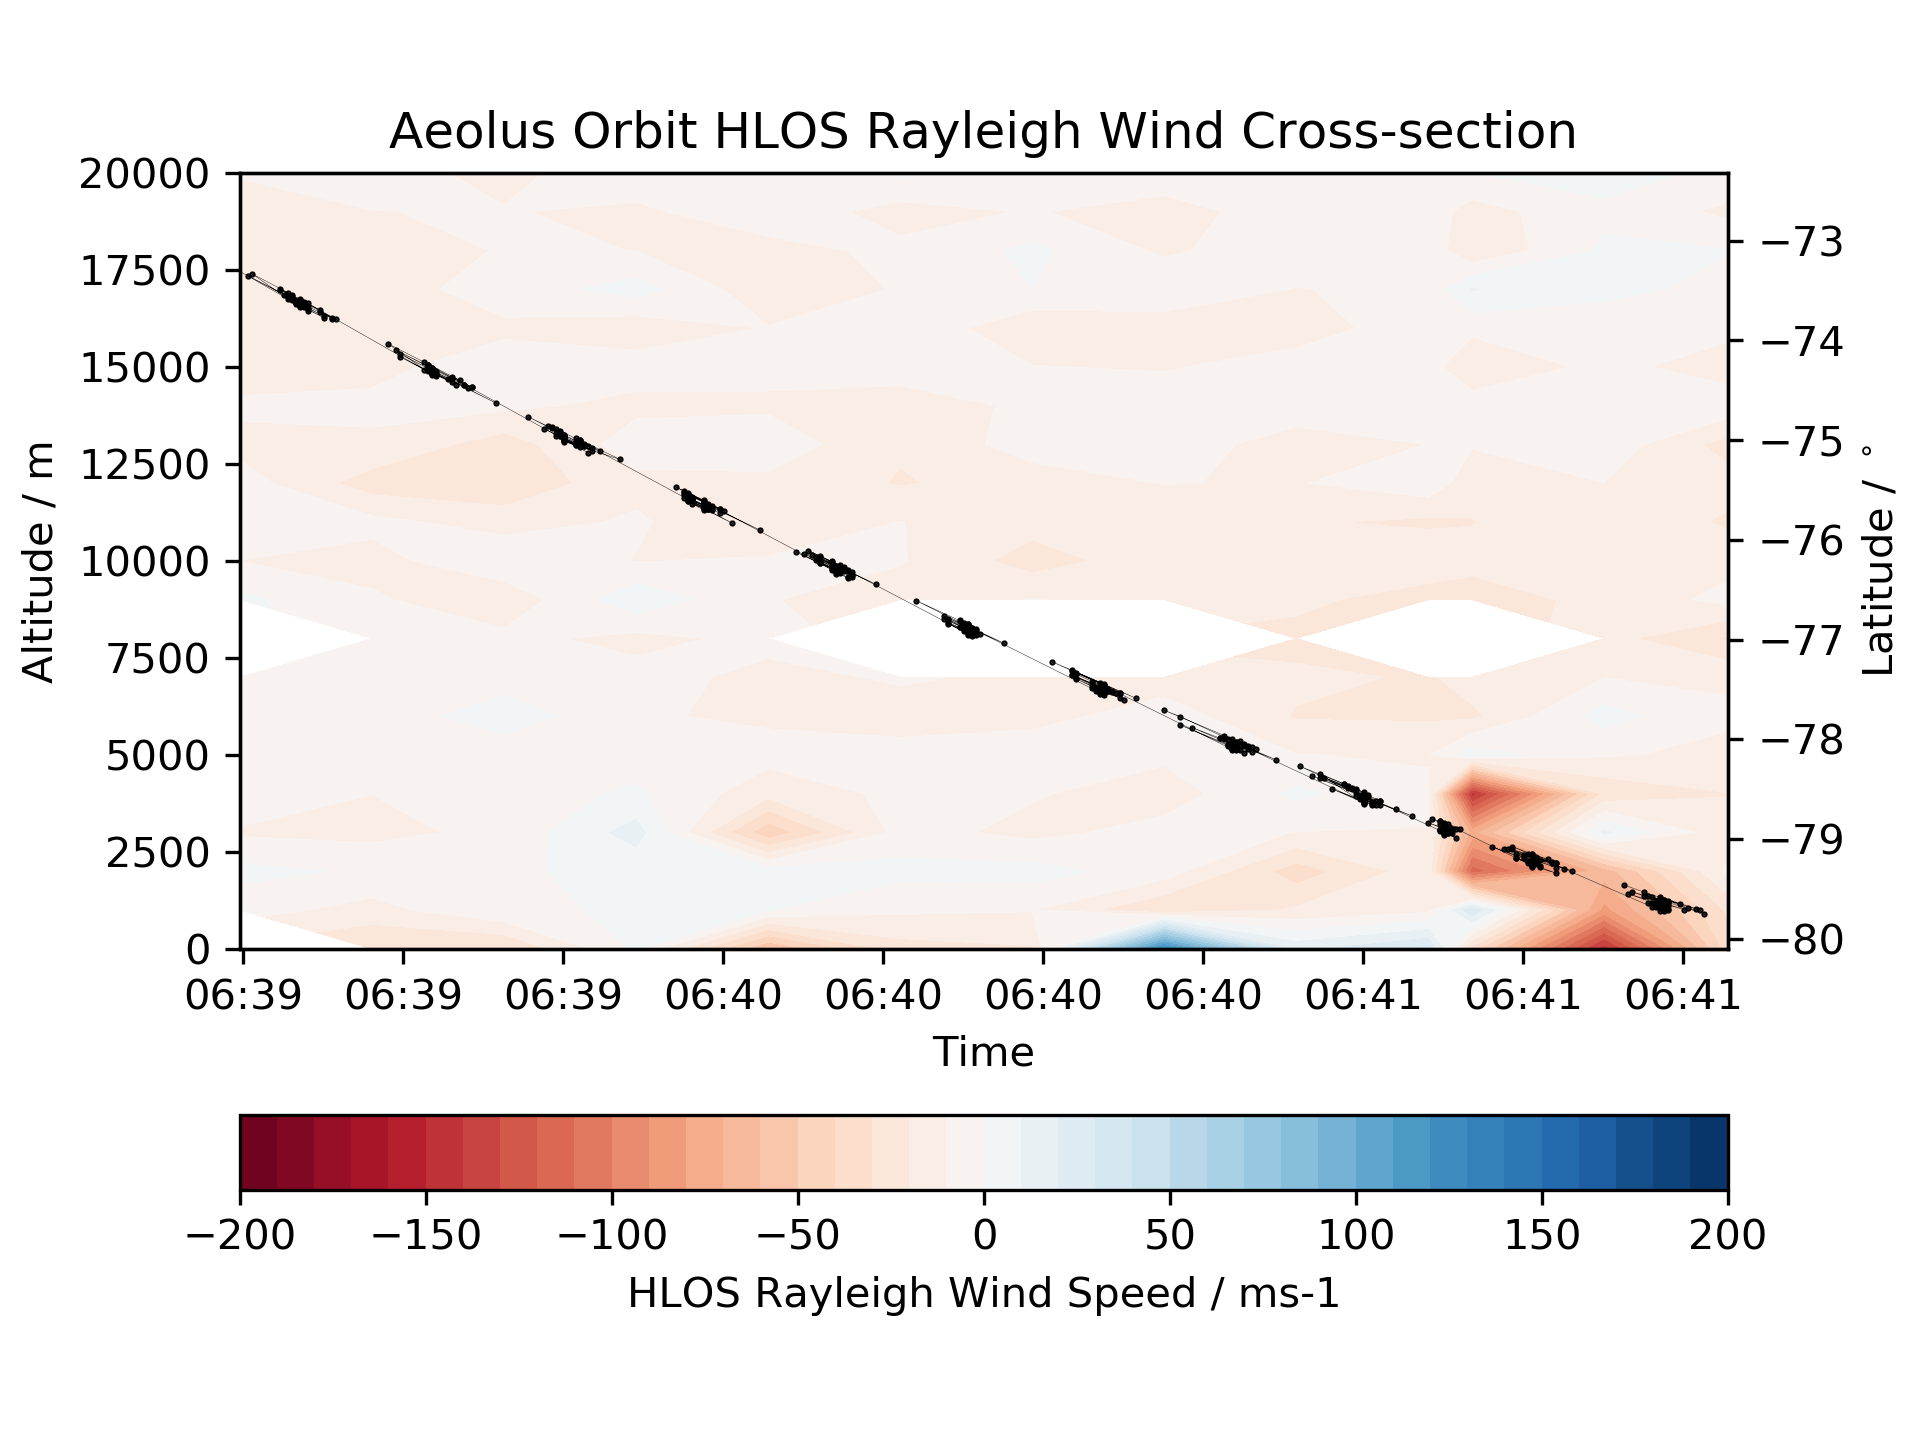 Aeolus Orbit HLOS Rayleigh Wind Cross-section
20000
17500
15000
12500
10000
7500
5000
2500
0
Altitude / m
−73
−74
−75
−76
−77
−78
−79
−80
Latitude / °
06:39 06:39 06:39 06:40 06:40 06:40 06:40 06:41 06:41 06:41
Time
−200 −150 −100 −50 0 50 100 150 200
HLOS Rayleigh Wind Speed / ms-1